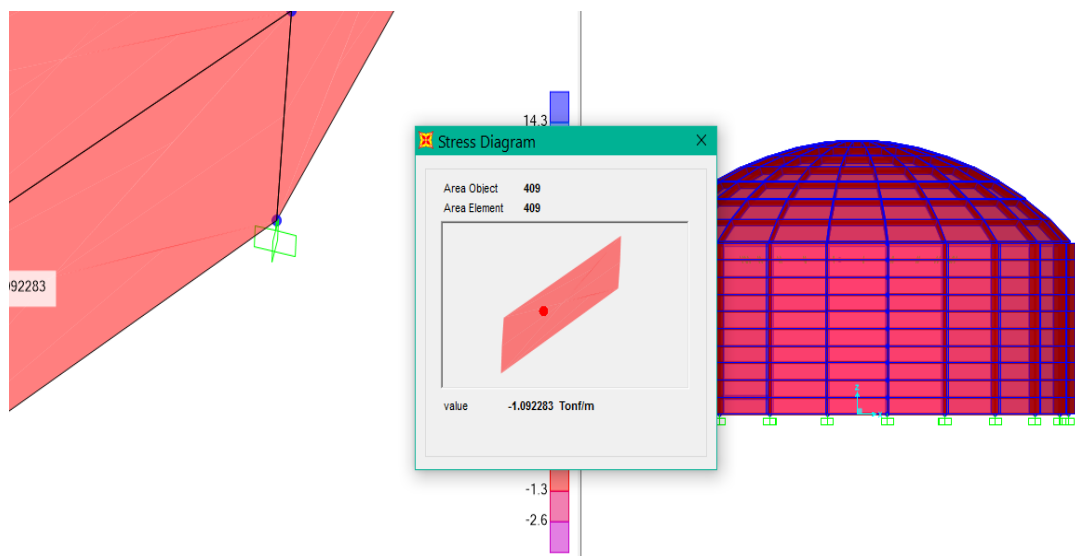 14.3
Stress Diagram
X
Area Object 409
Area Element 409
092283
value -1.092283 Tonf/m
-1.3
-2.6
z